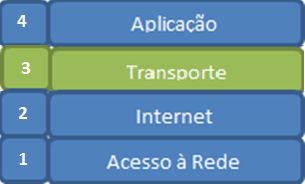 4 Aplicação
3 Transporte
2 Internet
1 Acesso à Rede